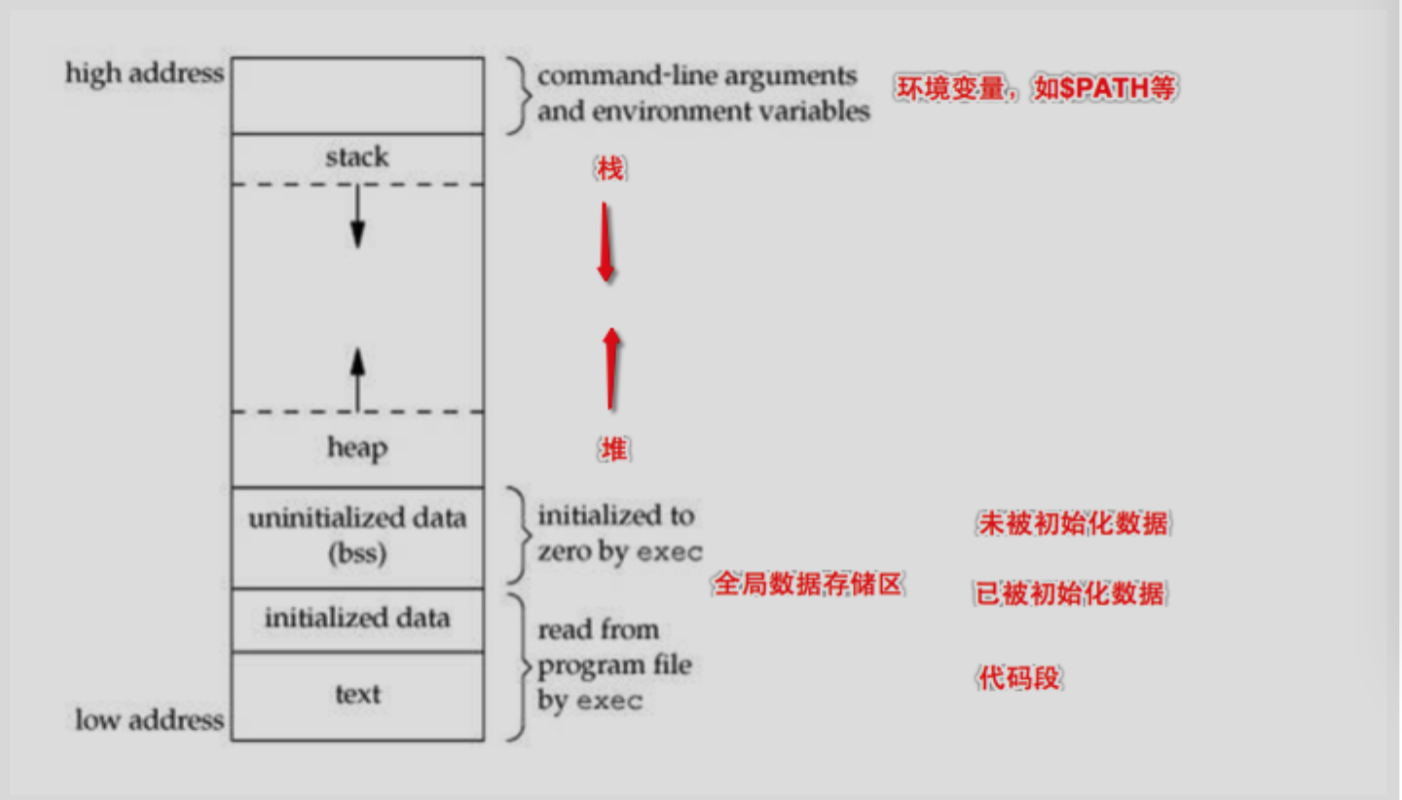 high address
command-line arguments
and environment variables
环境变量，如$PATH等
stack
栈
heap
堆
uninitialized data
(bss)
initialized to
zero by exec
未被初始化数据
全局数据存储区
已被初始化数据
initialized data
read from
program file
by exec
text
代码段
low address